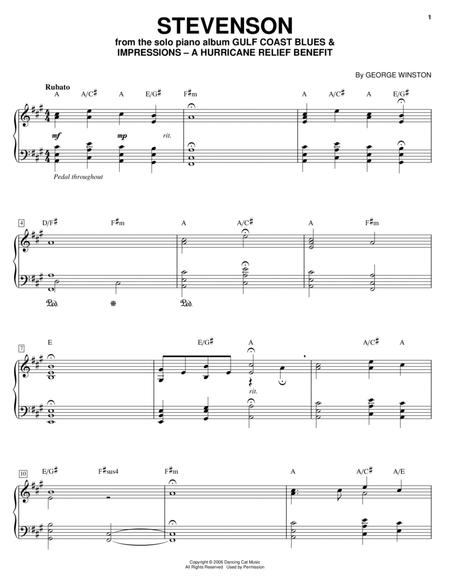 STEVENSON
1
from the solo piano album GULF COAST BLUES &
IMPRESSIONS – A HURRICANE RELIEF BENEFIT
By GEORGE WINSTON
Rubato
A A/C♯ A E/G♯ F♯m A A/C♯ A
mf mp rit.
Pedal throughout
4 D/F♯ F♯m A F♯m A A/C♯ A
Ped. Ped.
7 E E/G♯ E A A/C♯ A
rit.
10 E/G♯ F♯sus4 F♯m A A/C♯ A/E
Copyright © 2006 Dancing Cat Music
All Rights Reserved Used by Permission